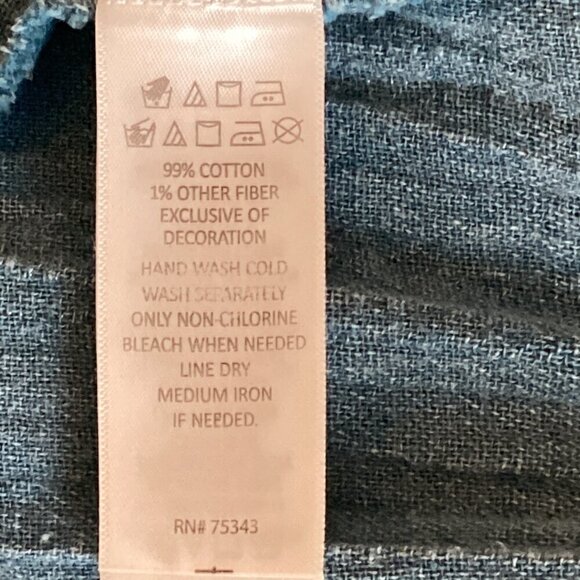 99% COTTON
1% OTHER FIBER
EXCLUSIVE OF
DECORATION
HAND WASH COLD
WASH SEPARATELY
ONLY NON-CHLORINE
BLEACH WHEN NEEDED
LINE DRY
MEDIUM IRON
IF NEEDED.
RN# 75343